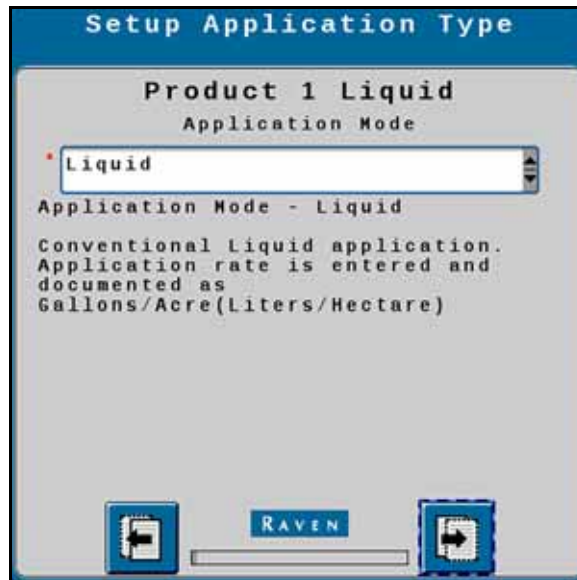 Setup Application Type
Product 1 Liquid
Application Mode
* Liquid
Application Mode - Liquid
Conventional Liquid application.
Application rate is entered and
documented as
Gallons/Acre(Liters/Hectare)
RAVEN